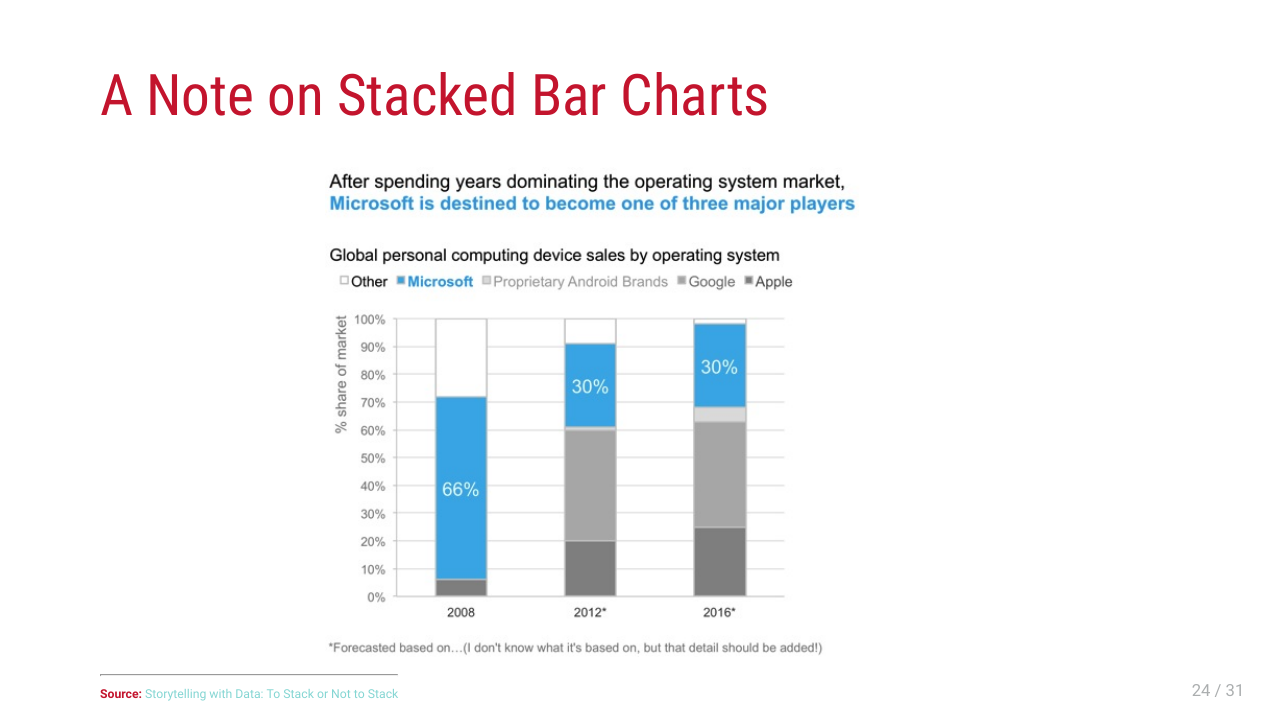 A Note on Stacked Bar Charts
After spending years dominating the operating system market,
Microsoft is destined to become one of three major players
Global personal computing device sales by operating system
Other Microsoft Proprietary Android Brands Google Apple
% share of market
100%
90%
80%
70%
60%
50%
40%
30%
20%
10%
0%
66%
30%
30%
2008 2012* 2016*
*Forecasted based on…(I don't know what it's based on, but that detail should be added!)
Source: Storytelling with Data: To Stack or Not to Stack
24 / 31